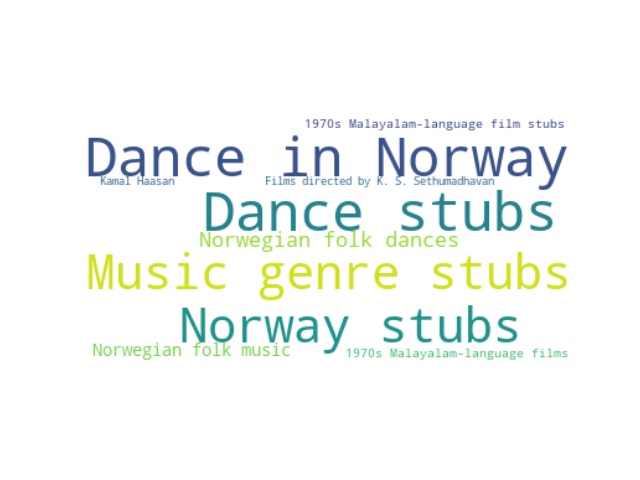 1970s Malayalam-language film stubs
Dance in Norway
Kamal Haasan
Films directed by K. S. Sethumadhavan
Dance stubs
Norwegian folk dances
Music genre stubs
Norway stubs
Norwegian folk music
1970s Malayalam-language films